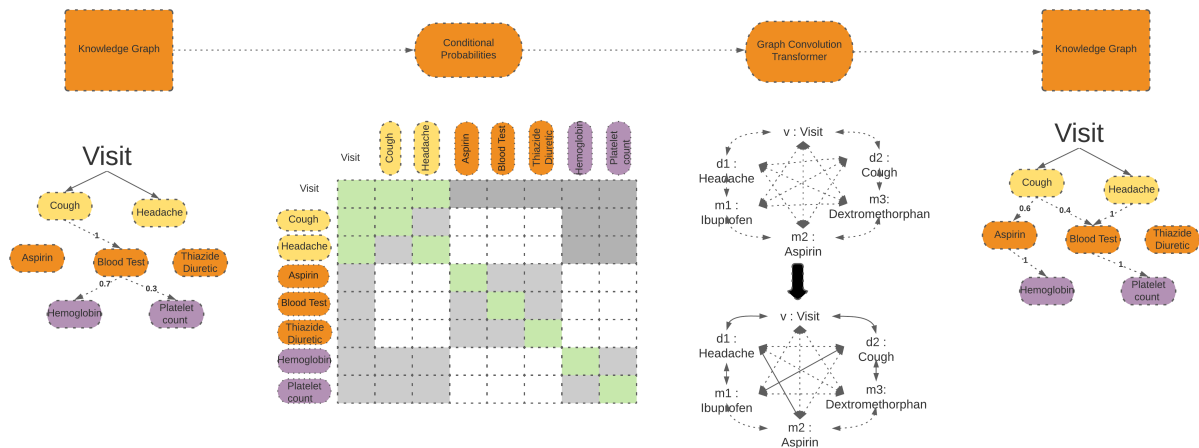 Knowledge Graph
Conditional
Probabilities
Graph Convolution
Transformer
Knowledge Graph
Visit
Cough
Headache
1
Aspirin
Blood Test
Thiazide
Diuretic
0.7
0.3
Hemoglobin
Platelet
count
Visit
Cough
Headache
Aspirin
Blood Test
Thiazide
Diuretic
Hemoglobin
Platelet
count
Visit
Cough
Headache
Aspirin
Blood Test
Thiazide
Diuretic
Hemoglobin
Platelet
count
v : Visit
d1 :
Headache
d2 :
Cough
m1 :
Ibuprofen
m3:
Dextromethorphan
m2 :
Aspirin
v : Visit
d1 :
Headache
d2 :
Cough
m1 :
Ibuprofen
m3:
Dextromethorphan
m2 :
Aspirin
Visit
Cough
Headache
0.6
0.4
1
Aspirin
Blood Test
Thiazide
Diuretic
1
1
Hemoglobin
Platelet
count